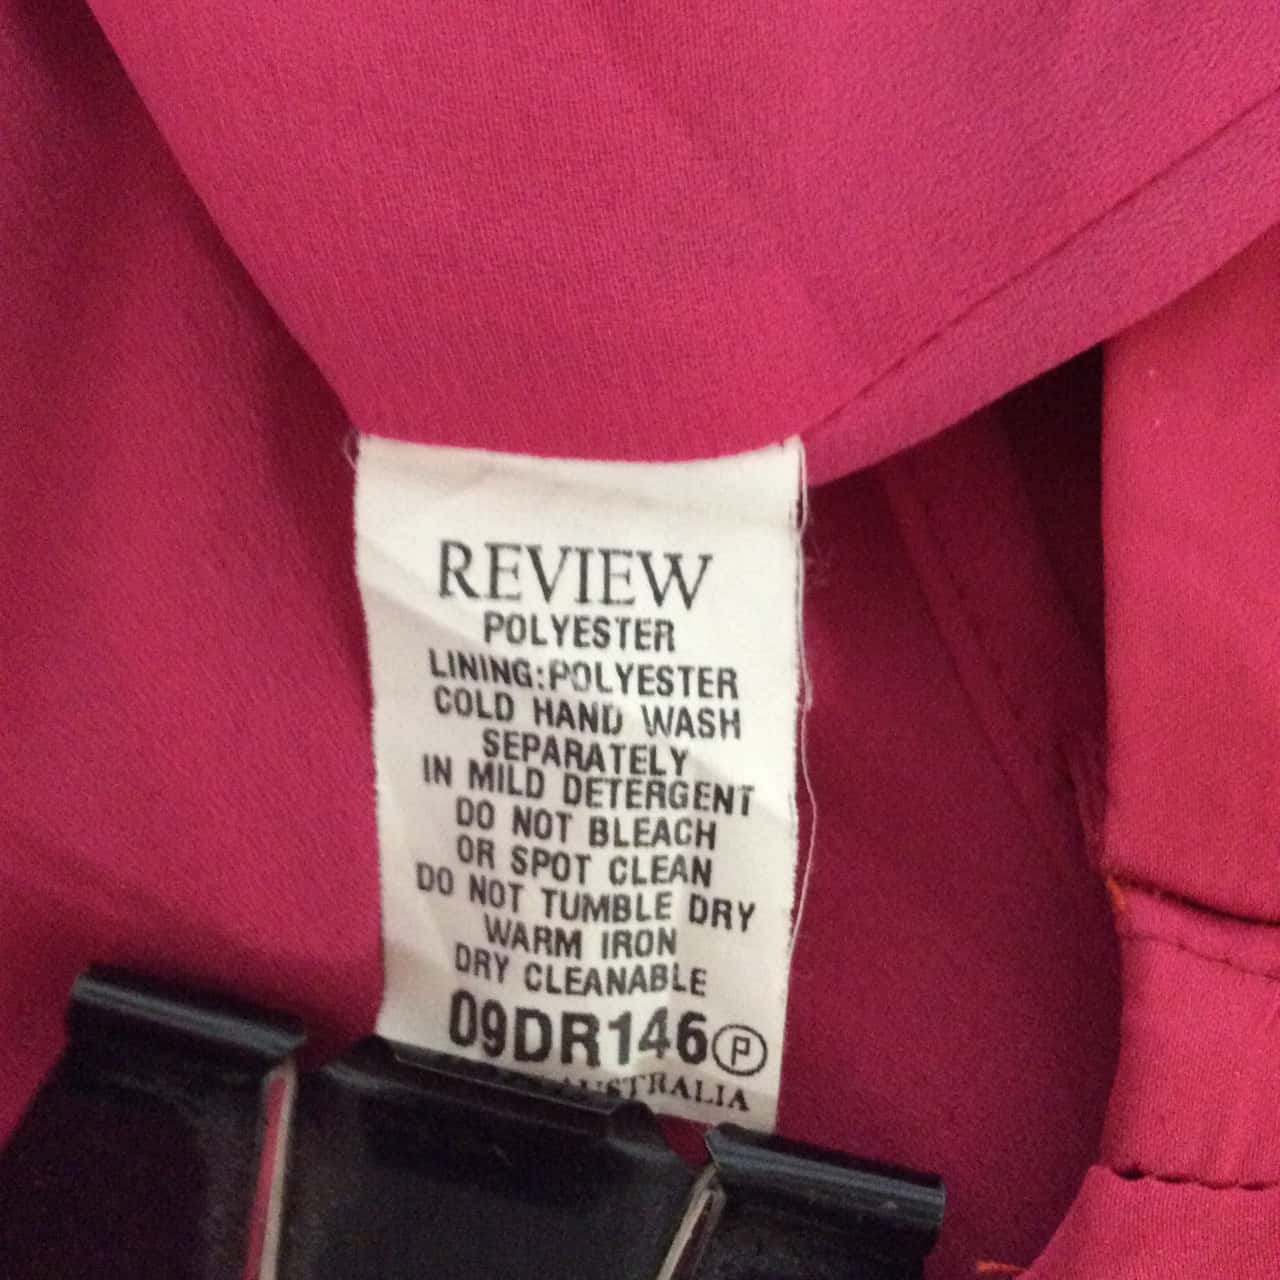 REVIEW
POLYESTER
LINING:POLYESTER
COLD HAND WASH
SEPARATELY
IN MILD DETERGENT
DO NOT BLEACH
OR SPOT CLEAN
DO NOT TUMBLE DRY
WARM IRON
DRY CLEANABLE
09DR146 P
AUSTRALIA